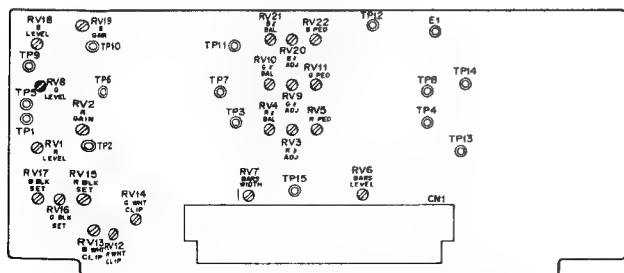 RV18
B
LEVEL
RV19
B
GAIN
TP10
TP9
RV8
G
LEVEL
TP6
TP5
TP1
RV2
R
GAIN
TP2
RV1
R
LEVEL
RV17
B BLK
SET
RV16
G BLK
SET
RV15
R BLK
SET
RV14
G WHT
CLIP
RV13
B WHT
CLIP
RV12
R WHT
CLIP
TP11
TP7
TP3
RV21
BAL
RV22
B PED
RV20
ADJ
RV10
BAL
RV11
G PED
RV9
ADJ
RV4
BAL
RV5
R PED
RV3
ADJ
TP12
E1
TP8
TP14
TP4
TP13
RV7
BARS
WIDTH
TP15
RV6
BARS
LEVEL
CN1